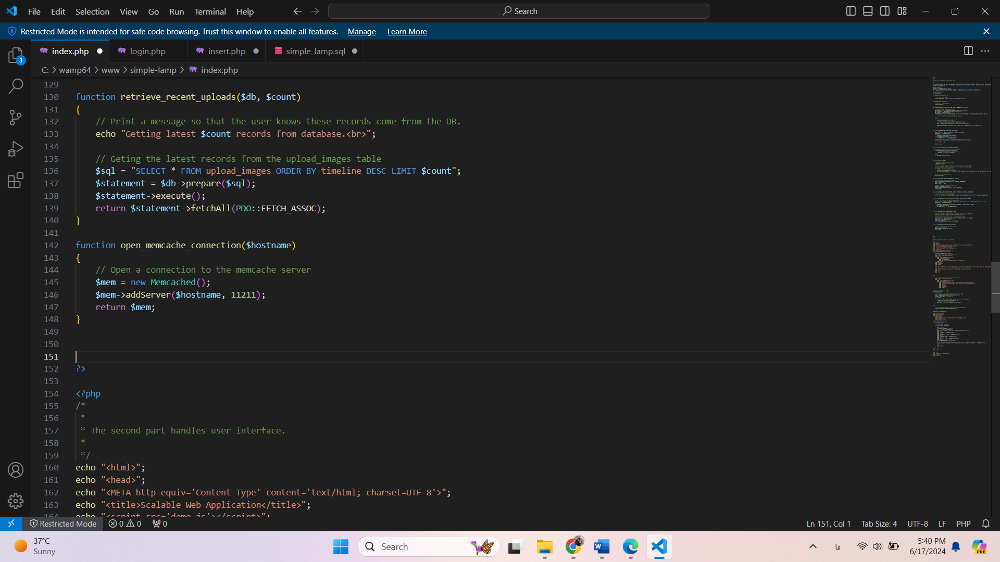 File Edit Selection View Go Run Terminal Help Search
Restricted Mode is intended for safe code browsing. Trust this window to enable all features. Manage Learn More
3
index.php login.php insert.php simple_lamp.sql
C: > wamp64 > www > simple-lamp > index.php
129
130 function retrieve_recent_uploads($db, $count)
131 {
132 // Print a message so that the user knows these records come from the DB.
133 echo "Getting latest $count records from database.<br>";
134
135 // Geting the latest records from the upload_images table
136 $sql = "SELECT * FROM upload_images ORDER BY timeline DESC LIMIT $count";
137 $statement = $db->prepare($sql);
138 $statement->execute();
139 return $statement->fetchAll(PDO::FETCH_ASSOC);
140 }
141
142 function open_memcache_connection($hostname)
143 {
144 // Open a connection to the memcache server
145 $mem = new Memcached();
146 $mem->addServer($hostname, 11211);
147 return $mem;
148 }
149
150
151
152 ?>
153
154 <?php
155 /*
156 *
157 * The second part handles user interface.
158 *
159 */
160 echo "<html>";
161 echo "<head>";
162 echo "<META http-equiv='Content-Type' content='text/html; charset=UTF-8'>";
163 echo "<title>Scalable Web Application</title>";
164 echo "<script src='demo.js'></script>";
Restricted Mode 0 0 0 Ln 151, Col 1 Tab Size: 4 UTF-8 LF PHP
37°C
Sunny
Search
فا
5:40 PM
6/17/2024
PRE